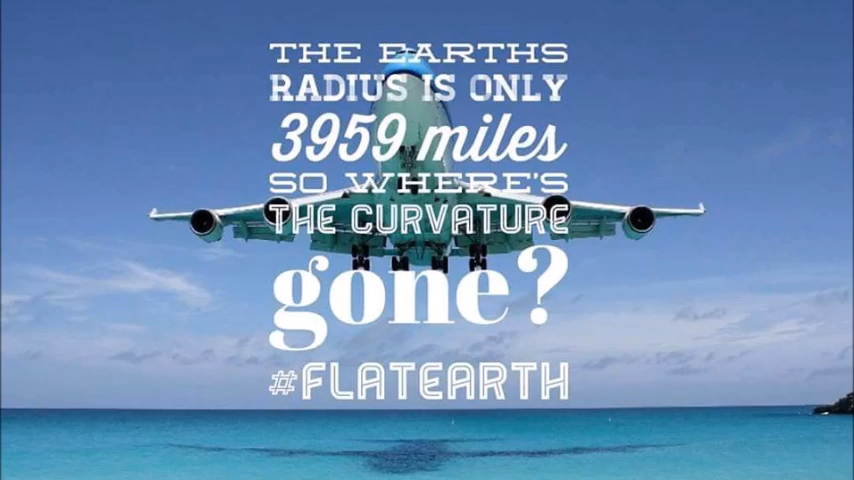 THE EARTHS
RADIUS IS ONLY
3959 miles
SO WHERE'S
THE CURVATURE
gone?
#FLATEARTH